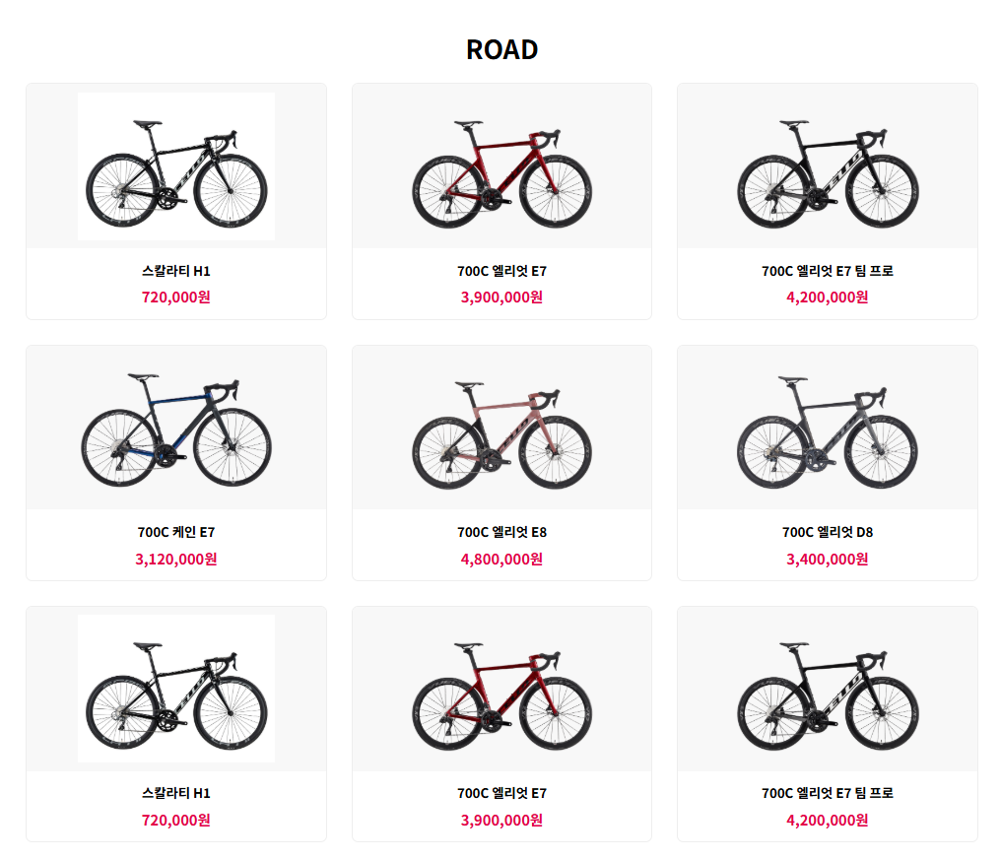 ROAD
스칼라티 H1
720,000원
700C 엘리엇 E7
3,900,000원
700C 엘리엇 E7 팀 프로
4,200,000원
700C 케인 E7
3,120,000원
700C 엘리엇 E8
4,800,000원
700C 엘리엇 D8
3,400,000원
스칼라티 H1
720,000원
700C 엘리엇 E7
3,900,000원
700C 엘리엇 E7 팀 프로
4,200,000원